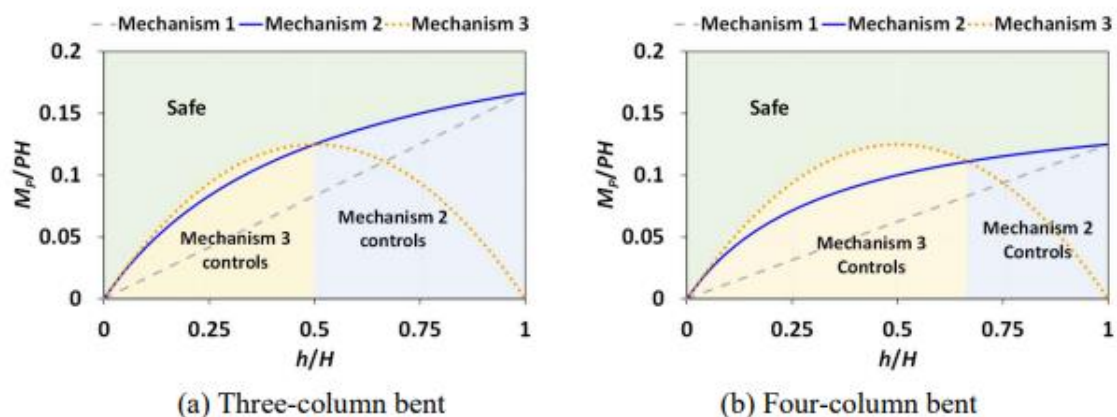 Mechanism 1 Mechanism 2 Mechanism 3
0.2
0.15
0.1
0.05
0
Mp/PH
Safe
Mechanism 3
controls
Mechanism 2
controls
0 0.25 0.5 0.75 1
h/H
(a) Three-column bent
Mechanism 1 Mechanism 2 Mechanism 3
0.2
0.15
0.1
0.05
0
Mp/PH
Safe
Mechanism 3
Controls
Mechanism 2
Controls
0 0.25 0.5 0.75 1
h/H
(b) Four-column bent